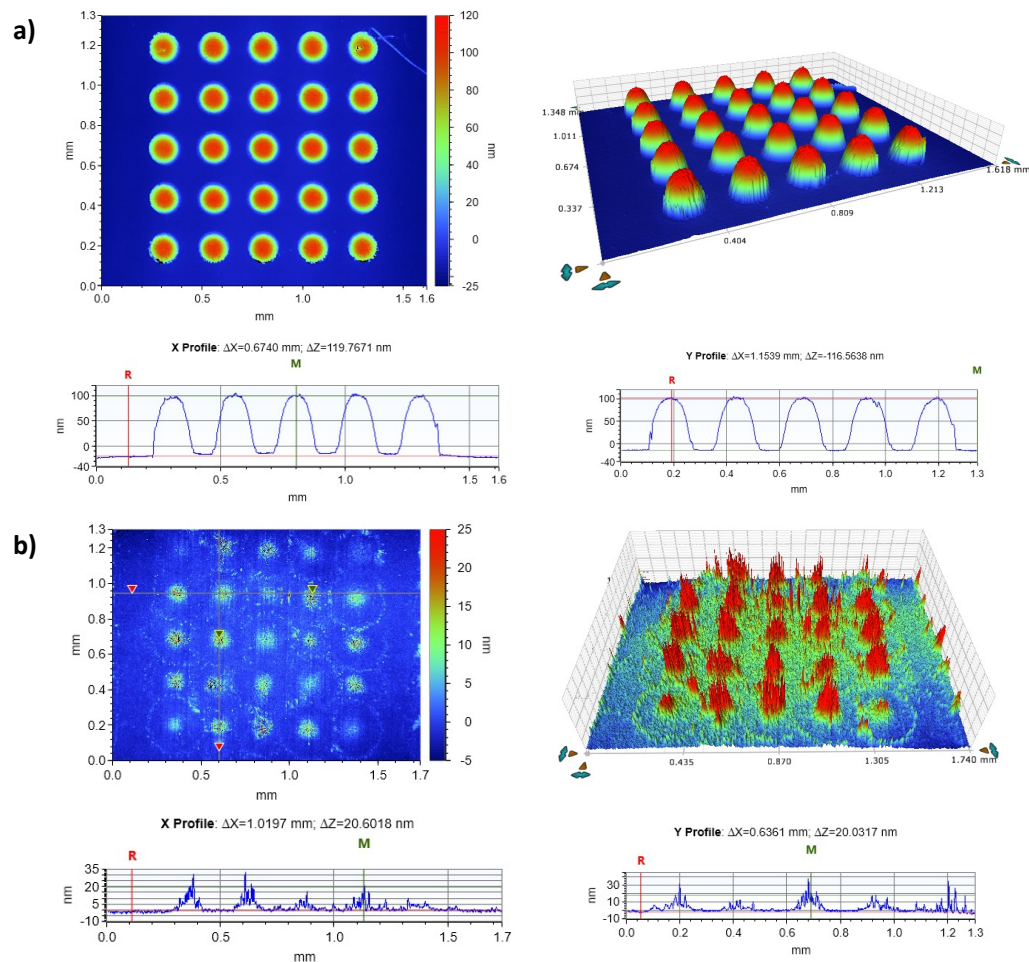 a)
1.3
1.2
1.0
0.8
0.6
0.4
0.2
0.0
mm
0.0 0.5 1.0 1.5 1.6
mm
120
100
80
60
40
20
0
-25
nm
1.348 mm
1.011
0.674
0.337
0.404
0.809
1.213
1.618 mm
X Profile: ΔX=0.6740 mm; ΔZ=119.7671 nm
R M
100
50
0
-40
nm
0.0 0.5 1.0 1.5 1.6
mm
Y Profile: ΔX=1.1539 mm; ΔZ=-116.5638 nm
R M
100
50
0
-40
nm
0.0 0.2 0.4 0.6 0.8 1.0 1.2 1.3
mm
b)
1.3
1.2
1.0
0.8
0.6
0.4
0.2
0.0
mm
0.0 0.5 1.0 1.5 1.7
mm
25
20
15
10
5
0
-5
nm
0.435 0.870 1.305 1.740 mm
X Profile: ΔX=1.0197 mm; ΔZ=20.6018 nm
R M
35
20
5
-10
nm
0.0 0.5 1.0 1.5 1.7
mm
Y Profile: ΔX=0.6361 mm; ΔZ=20.0317 nm
R M
30
10
-10
nm
0.0 0.2 0.4 0.6 0.8 1.0 1.2 1.3
mm